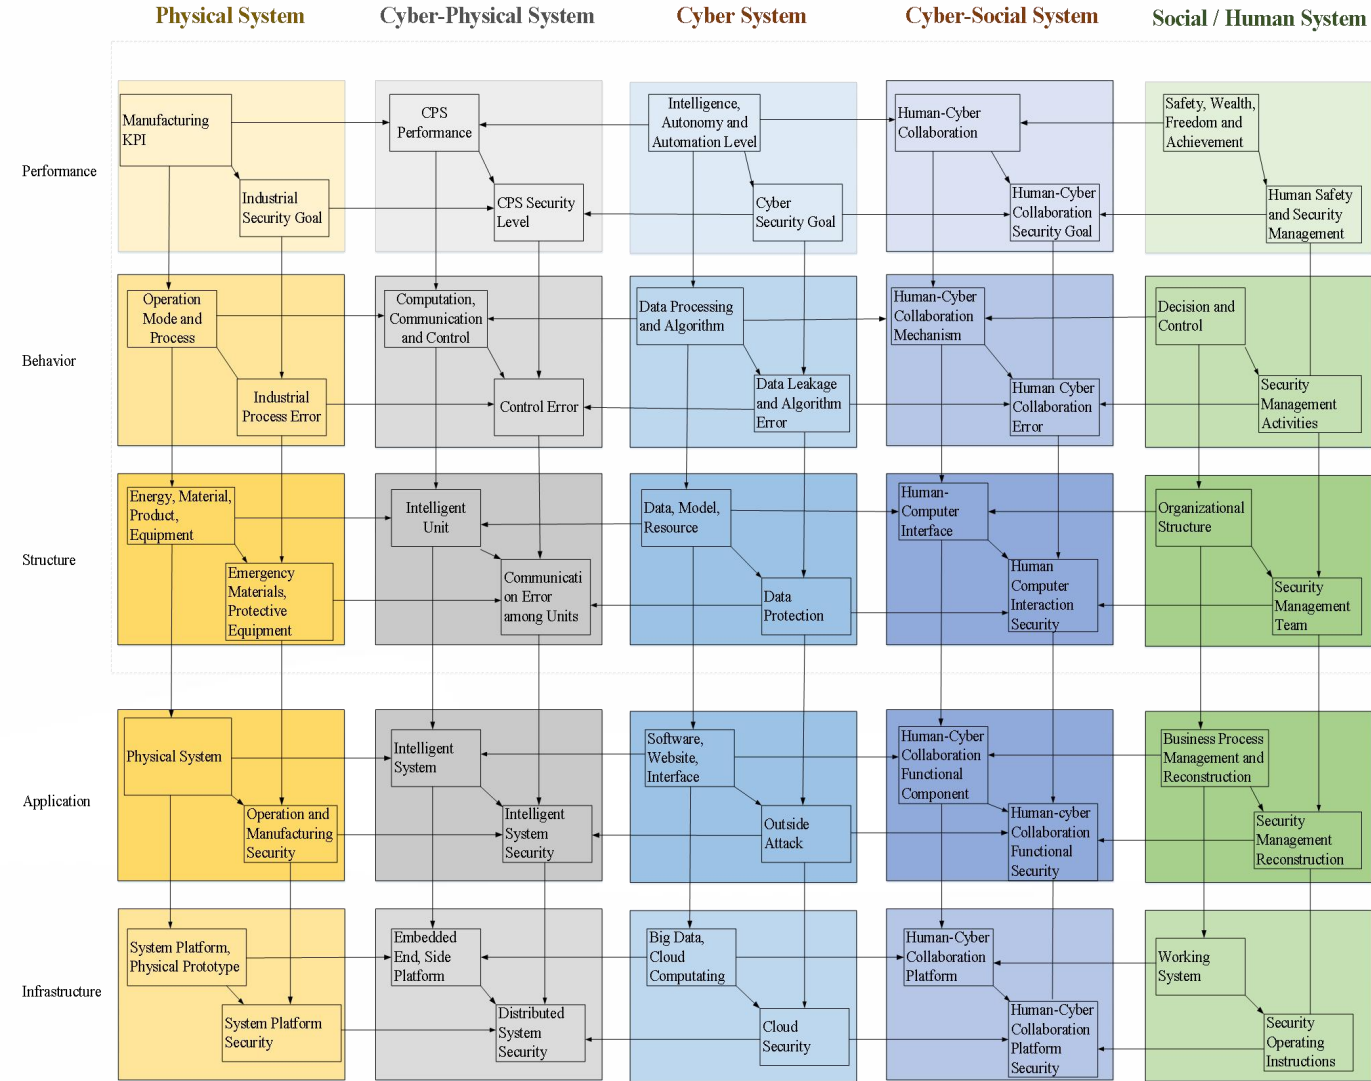 Physical System
Cyber-Physical System
Cyber System
Cyber-Social System
Social / Human System
Performance
Manufacturing
KPI
Industrial
Security Goal
CPS
Performance
CPS Security
Level
Intelligence,
Autonomy and
Automation Level
Cyber
Security Goal
Human-Cyber
Collaboration
Human-Cyber
Collaboration
Security Goal
Safety, Wealth,
Freedom and
Achievement
Human Safety
and Security
Management
Behavior
Operation
Mode and
Process
Industrial
Process Error
Computation,
Communication
and Control
Control Error
Data Processing
and Algorithm
Data Leakage
and Algorithm
Error
Human-Cyber
Collaboration
Mechanism
Human Cyber
Collaboration
Error
Decision and
Control
Security
Management
Activities
Structure
Energy, Material,
Product,
Equipment
Emergency
Materials,
Protective
Equipment
Intelligent
Unit
Communicati
on Error
among Units
Data, Model,
Resource
Data
Protection
Human-
Computer
Interface
Human
Computer
Interaction
Security
Organizational
Structure
Security
Management
Team
Application
Physical System
Operation and
Manufacturing
Security
Intelligent
System
Intelligent
System
Security
Software,
Website,
Interface
Outside
Attack
Human-Cyber
Collaboration
Functional
Component
Human-cyber
Collaboration
Functional
Security
Business Process
Management and
Reconstruction
Security
Management
Reconstruction
Infrastructure
System Platform,
Physical Prototype
System Platform
Security
Embedded
End, Side
Platform
Distributed
System
Security
Big Data,
Cloud
Computating
Cloud
Security
Human-Cyber
Collaboration
Platform
Human-Cyber
Collaboration
Platform
Security
Working
System
Security
Operating
Instructions